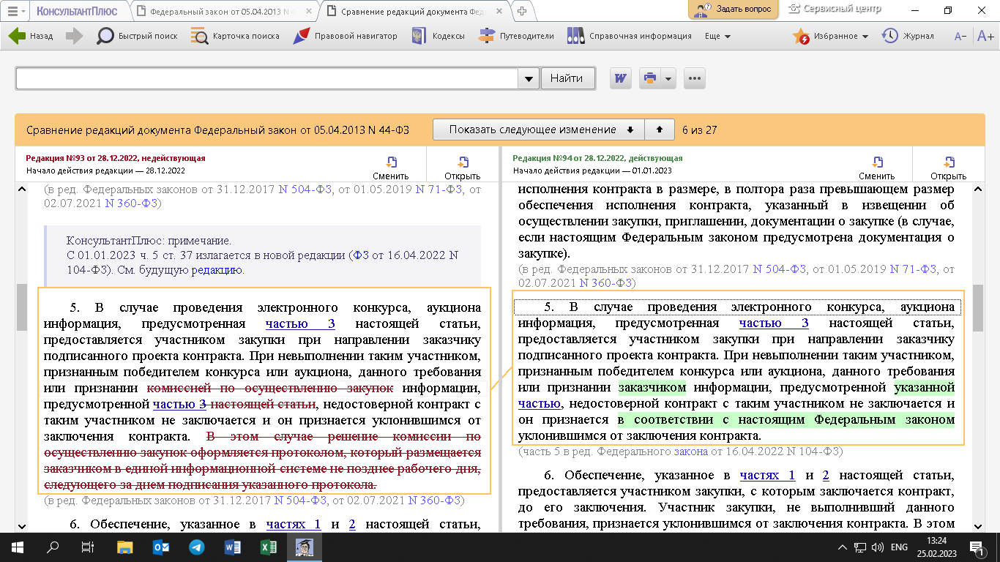 КОНСУЛЬТАНТПЛЮС
Федеральный закон от 05.04.2013 N 4
Сравнение редакций документа Фед
Задать вопрос
Сервисный центр
Назад
Быстрый поиск
Карточка поиска
Правовой навигатор
Кодексы
Путеводители
Справочная информация
Еще
Избранное
Журнал
A−
A+
Найти
W
Сравнение редакций документа Федеральный закон от 05.04.2013 N 44-ФЗ
Показать следующее изменение
6 из 27
Редакция №93 от 28.12.2022, недействующая
Начало действия редакции — 28.12.2022
Сменить
Открыть
(в ред. Федеральных законов от 31.12.2017 N 504-ФЗ, от 01.05.2019 N 71-ФЗ, от
02.07.2021 N 360-ФЗ)
КонсультантПлюс: примечание.
С 01.01.2023 ч. 5 ст. 37 излагается в новой редакции (ФЗ от 16.04.2022 N
104-ФЗ). См. будущую редакцию.
5. В случае проведения электронного конкурса, аукциона
информация, предусмотренная частью 3 настоящей статьи,
предоставляется участником закупки при направлении заказчику
подписанного проекта контракта. При невыполнении таким участником,
признанным победителем конкурса или аукциона, данного требования
или признании комиссией по осуществлению закупок информации,
предусмотренной частью 3 настоящей статьи, недостоверной контракт с
таким участником не заключается и он признается уклонившимся от
заключения контракта. В этом случае решение комиссии по
осуществлению закупок оформляется протоколом, который размещается
заказчиком в единой информационной системе не позднее рабочего дня,
следующего за днем подписания указанного протокола.
(в ред. Федеральных законов от 31.12.2017 N 504-ФЗ, от 02.07.2021 N 360-ФЗ)
6. Обеспечение, указанное в частях 1 и 2 настоящей статьи,
Редакция №94 от 28.12.2022, действующая
Начало действия редакции — 01.01.2023
Сменить
Открыть
исполнения контракта в размере, в полтора раза превышающем размер
обеспечения исполнения контракта, указанный в извещении об
осуществлении закупки, приглашении, документации о закупке (в случае,
если настоящим Федеральным законом предусмотрена документация о
закупке).
(в ред. Федеральных законов от 31.12.2017 N 504-ФЗ, от 01.05.2019 N 71-ФЗ, от
02.07.2021 N 360-ФЗ)
5. В случае проведения электронного конкурса, аукциона
информация, предусмотренная частью 3 настоящей статьи,
предоставляется участником закупки при направлении заказчику
подписанного проекта контракта. При невыполнении таким участником,
признанным победителем конкурса или аукциона, данного требования
или признании заказчиком информации, предусмотренной указанной
частью, недостоверной контракт с таким участником не заключается и
он признается в соответствии с настоящим Федеральным законом
уклонившимся от заключения контракта.
(часть 5 в ред. Федерального закона от 16.04.2022 N 104-ФЗ)
6. Обеспечение, указанное в частях 1 и 2 настоящей статьи,
предоставляется участником закупки, с которым заключается контракт,
до его заключения. Участник закупки, не выполнивший данного
требования, признается уклонившимся от заключения контракта. В этом
ENG
13:24
25.02.2023
1